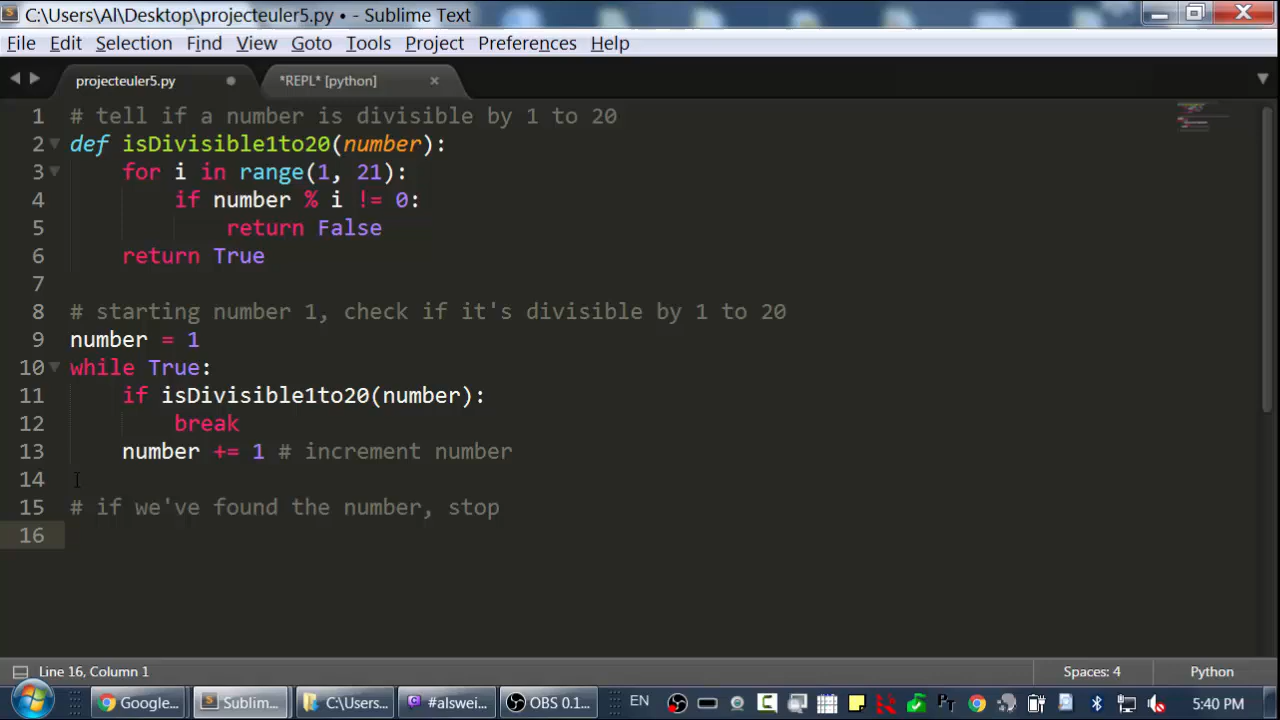 C:\Users\Al\Desktop\projecteuler5.py • - Sublime Text
File Edit Selection Find View Goto Tools Project Preferences Help
projecteuler5.py *REPL* [python]
1 # tell if a number is divisible by 1 to 20
2 def isDivisible1to20(number):
3 for i in range(1, 21):
4 if number % i != 0:
5 return False
6 return True
7
8 # starting number 1, check if it's divisible by 1 to 20
9 number = 1
10 while True:
11 if isDivisible1to20(number):
12 break
13 number += 1 # increment number
14
15 # if we've found the number, stop
16
Line 16, Column 1 Spaces: 4 Python
Google... Sublim... C:\Users... #alswei... OBS 0.1... EN Pr 5:40 PM